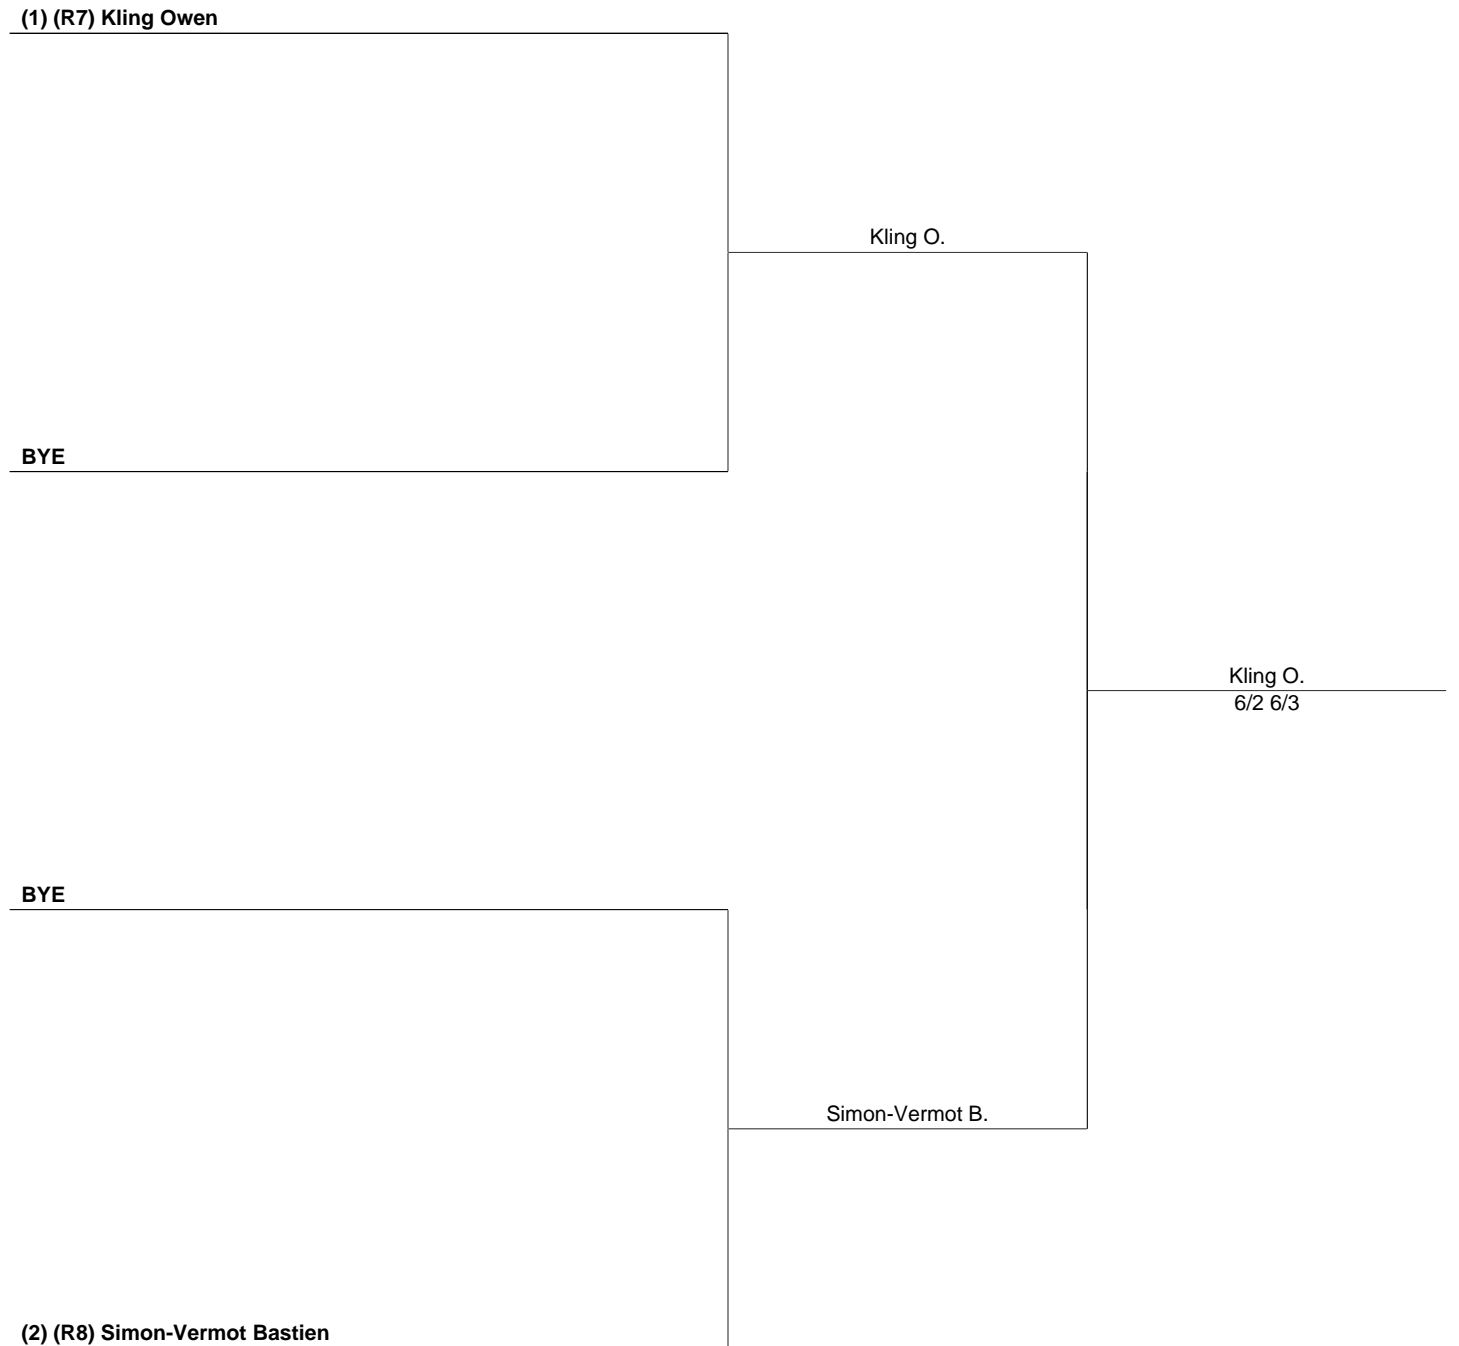 (1) (R7) Kling Owen
Kling O.
BYE
Kling O.
6/2 6/3
BYE
Simon-Vermot B.
(2) (R8) Simon-Vermot Bastien